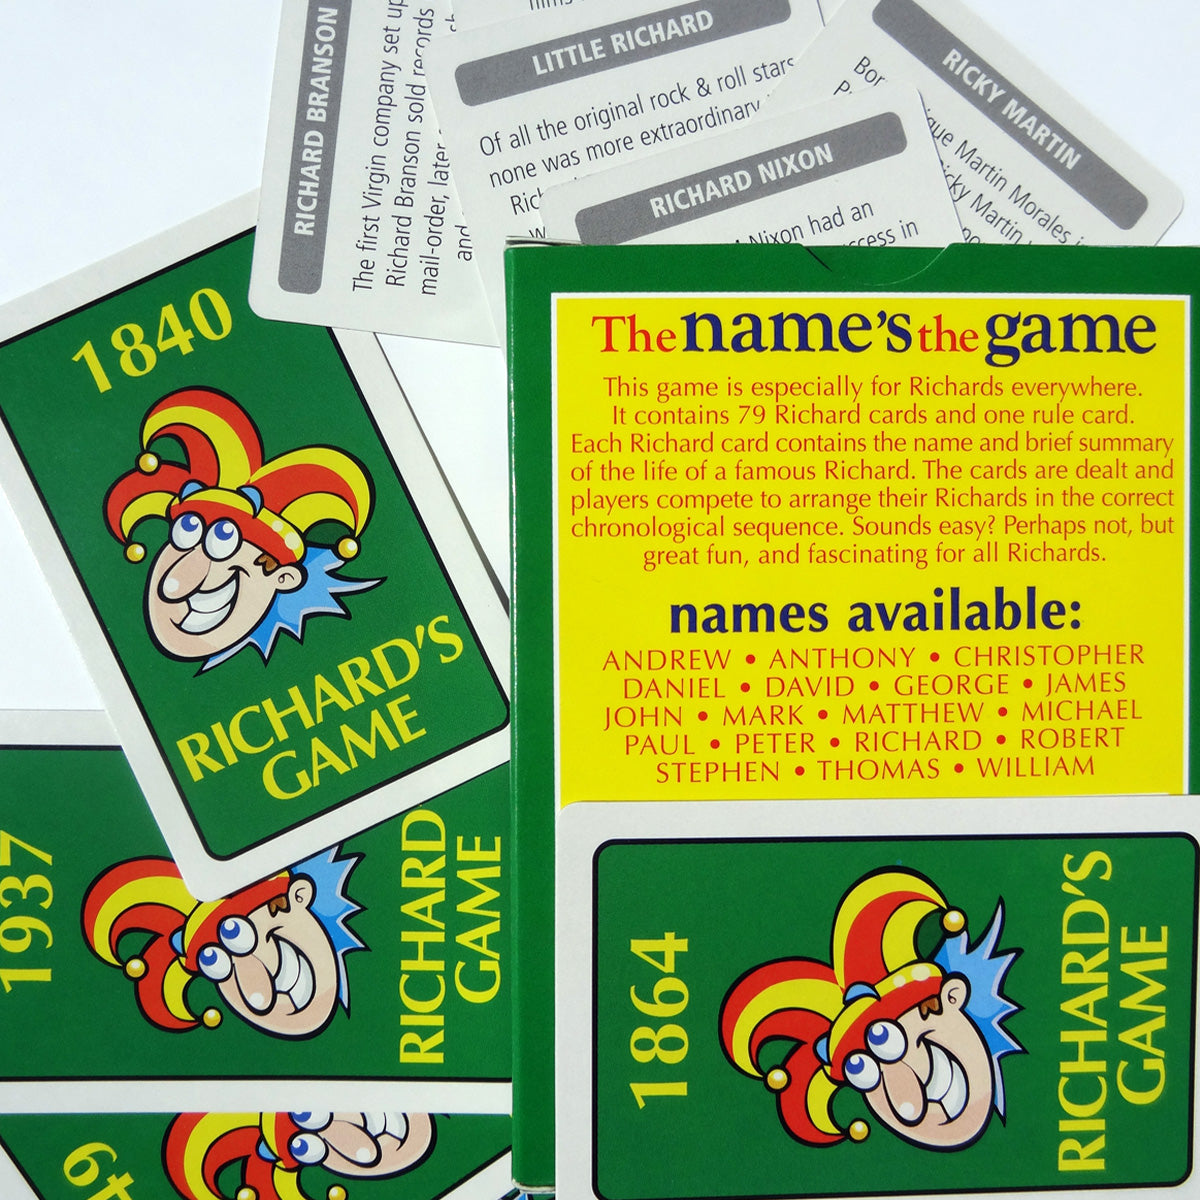 RICHARD BRANSON
The first Virgin company set up
Richard Branson sold records
mail-order, later
and
LITTLE RICHARD
Of all the original rock & roll stars
none was more extraordinary
RICHARD NIXON
Nixon had an
in
RICKY MARTIN
Martin Morales
Martin
1840
RICHARD'S
GAME
The name's the game
This game is especially for Richards everywhere.
It contains 79 Richard cards and one rule card.
Each Richard card contains the name and brief summary
of the life of a famous Richard. The cards are dealt and
players compete to arrange their Richards in the correct
chronological sequence. Sounds easy? Perhaps not, but
great fun, and fascinating for all Richards.
names available:
ANDREW • ANTHONY • CHRISTOPHER
DANIEL • DAVID • GEORGE • JAMES
JOHN • MARK • MATTHEW • MICHAEL
PAUL • PETER • RICHARD • ROBERT
STEPHEN • THOMAS • WILLIAM
1937
RICHARD
GAME
1864
RICHARD'S
GAME
49